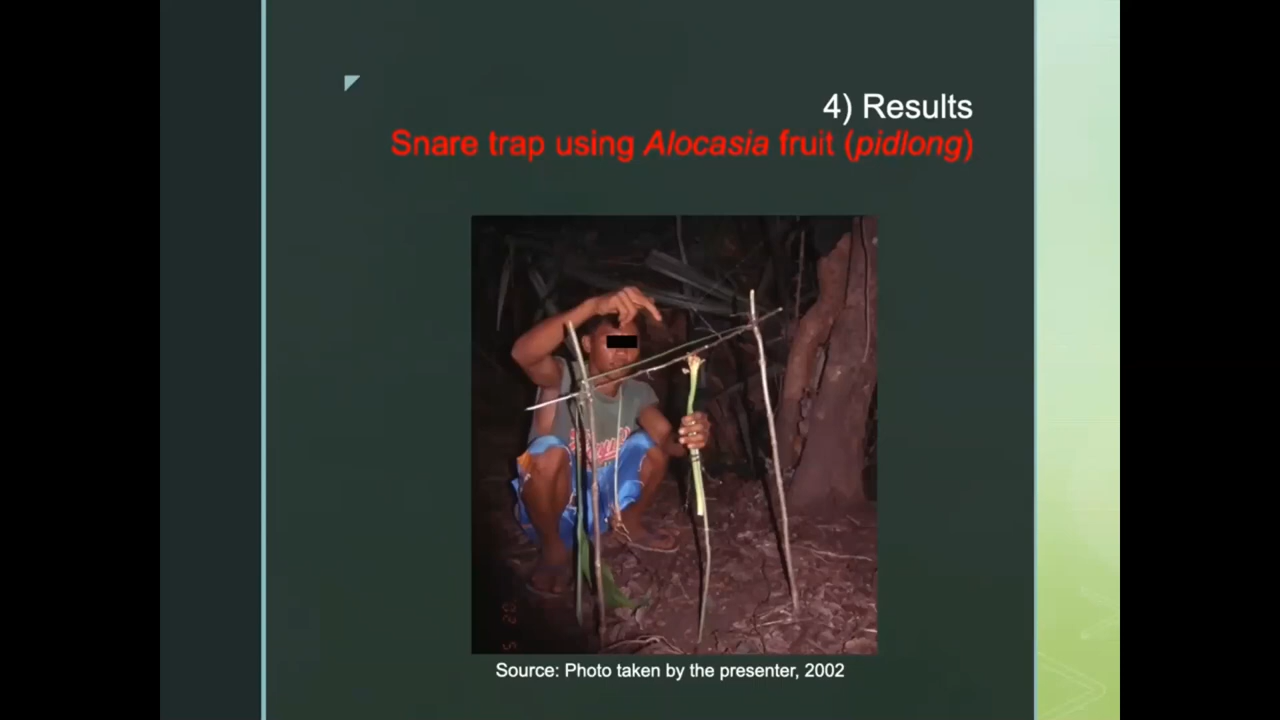 4) Results
Snare trap using Alocasia fruit (pidlong)
Source: Photo taken by the presenter, 2002